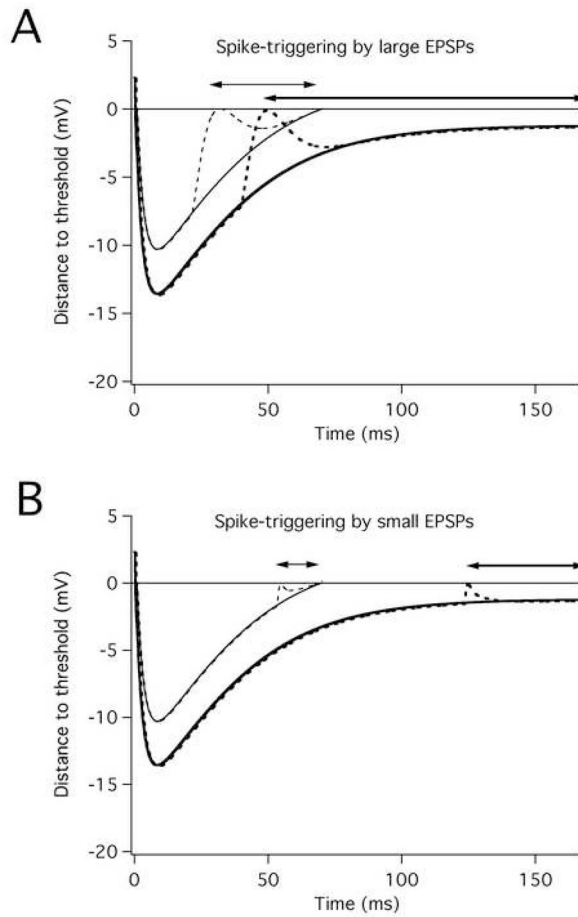 A
Spike-triggering by large EPSPs
5
0
-5
-10
-15
-20
Distance to threshold (mV)
0
50
100
150
Time (ms)
B
Spike-triggering by small EPSPs
5
0
-5
-10
-15
-20
Distance to threshold (mV)
0
50
100
150
Time (ms)